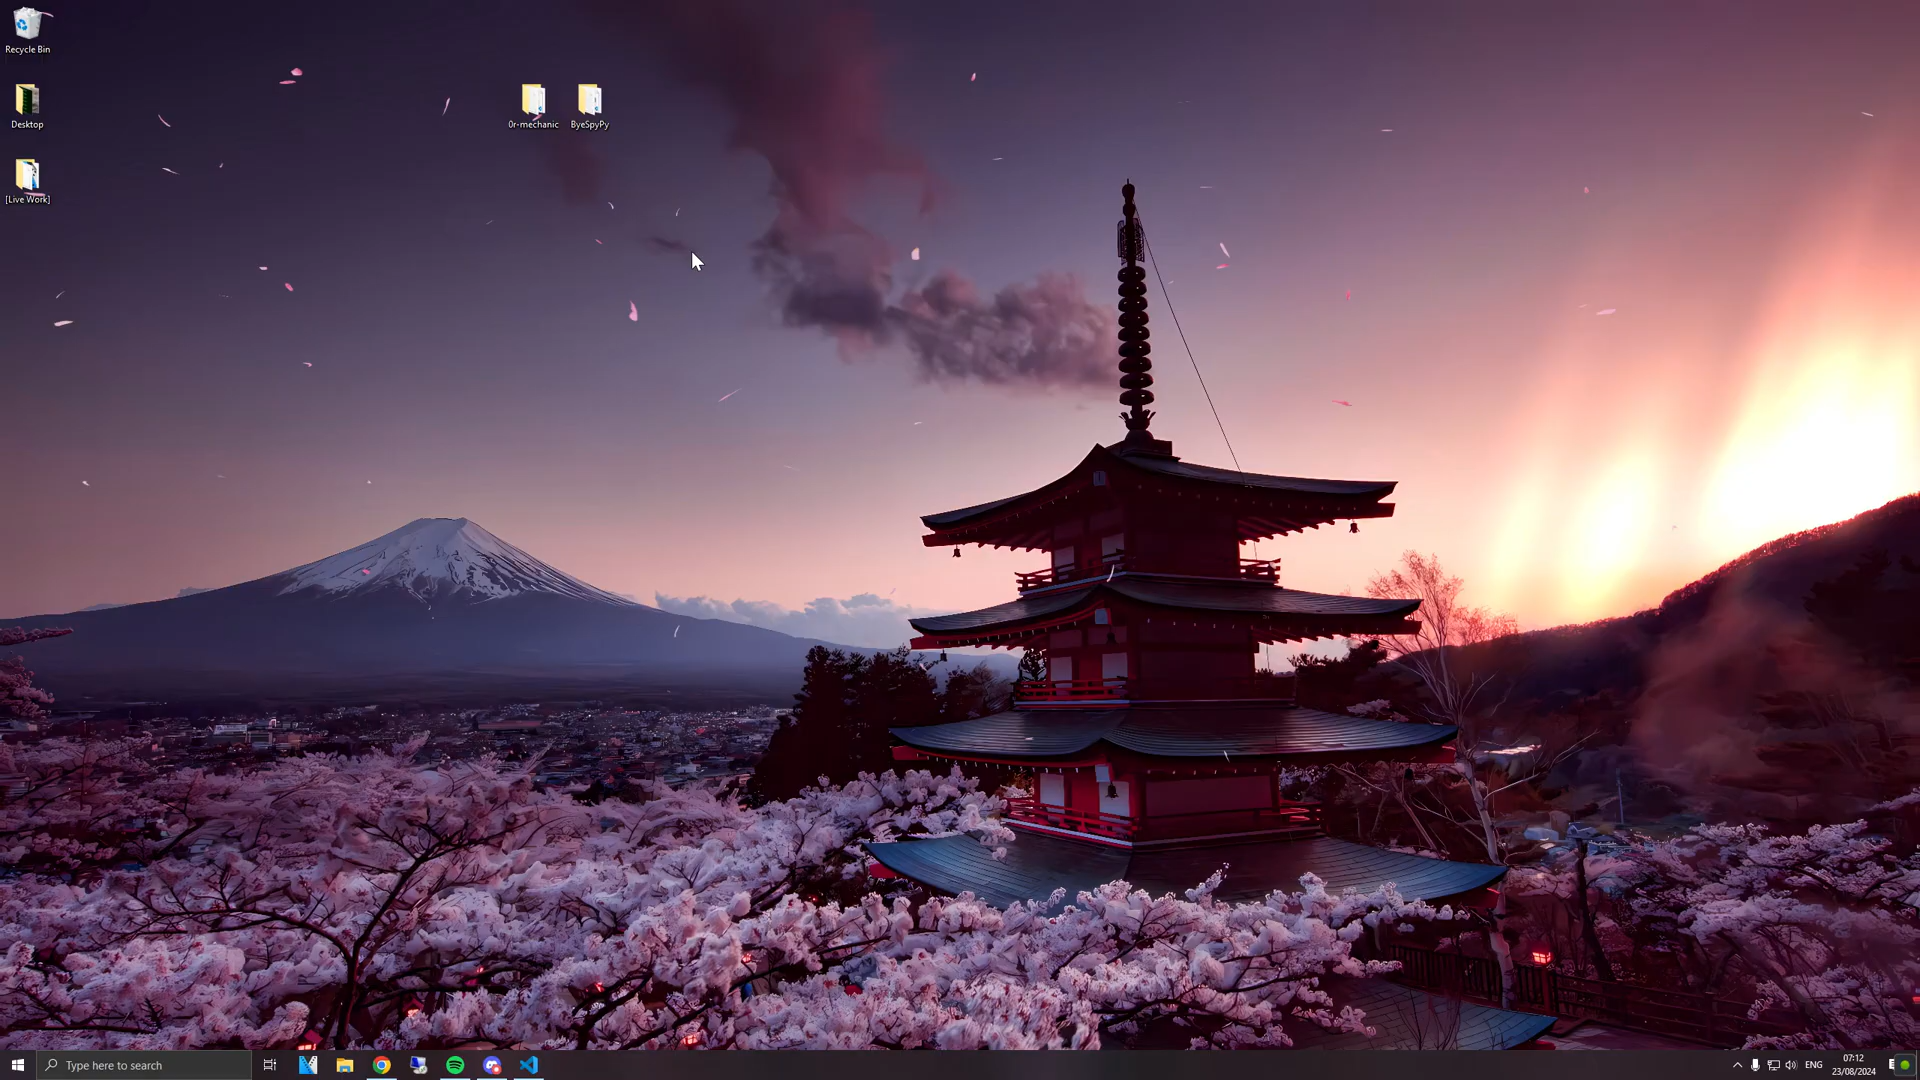 Recycle Bin
Desktop
[Live Work]
0r-mechanic
ByeSpyPy
Type here to search
ENG
07:12
23/08/2024